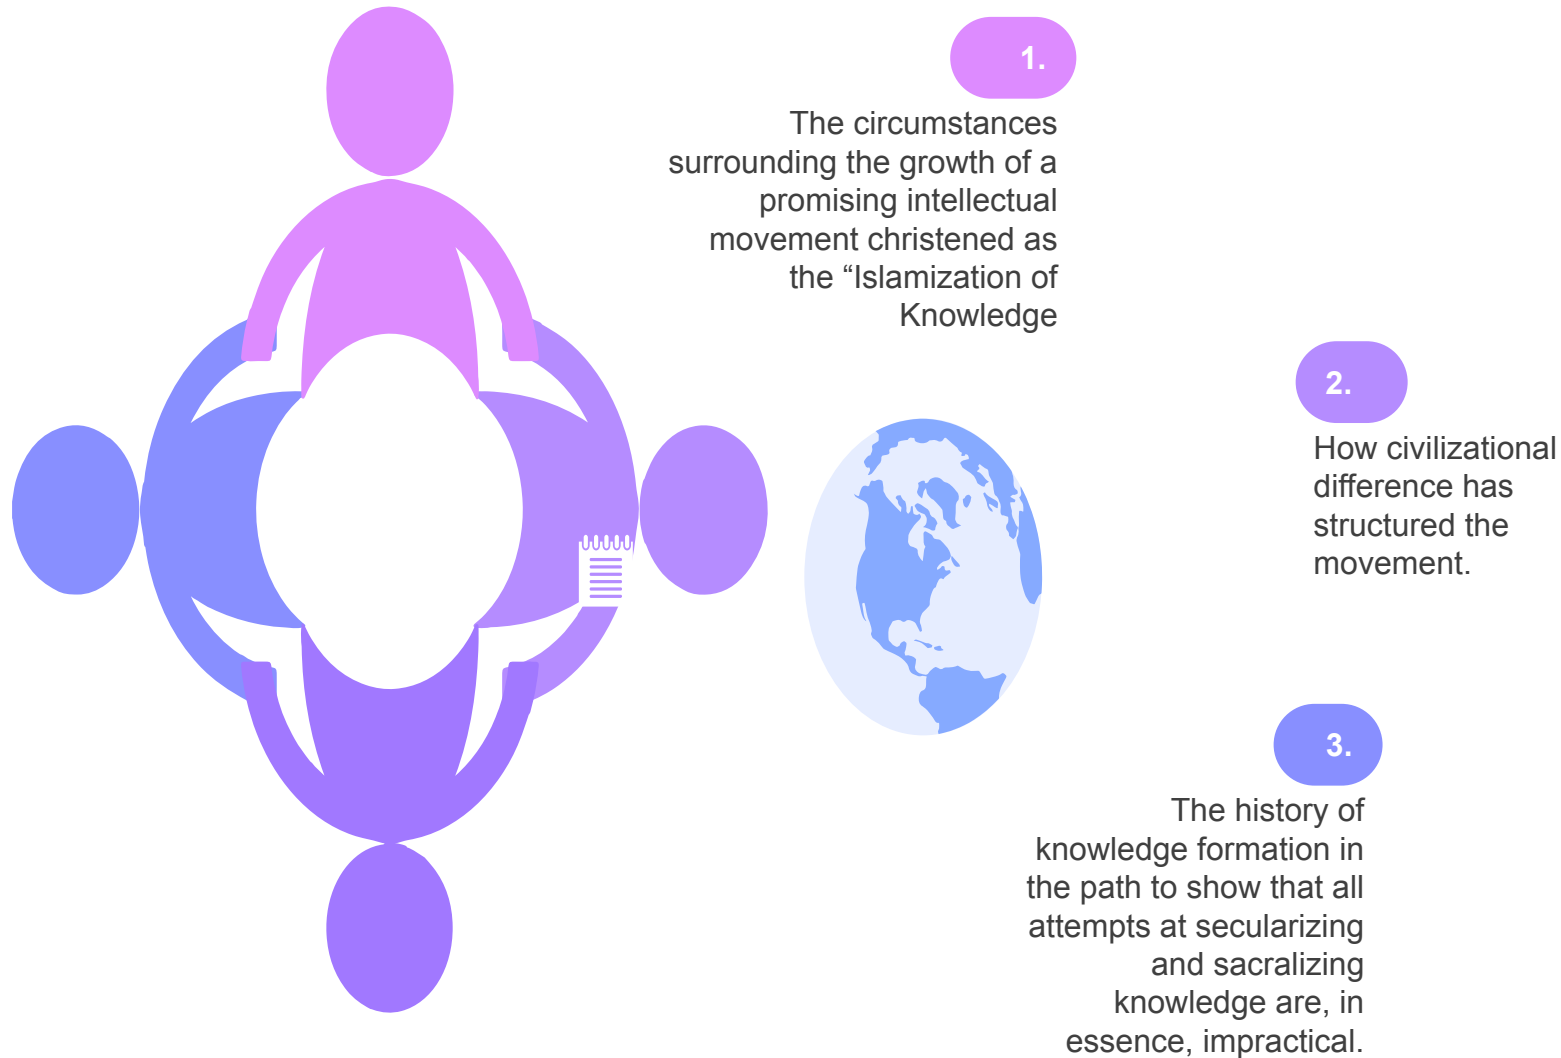 1.
The circumstances
surrounding the growth of a
promising intellectual
movement christened as
the “Islamization of
Knowledge
2.
How civilizational
difference has
structured the
movement.
3.
The history of
knowledge formation in
the path to show that all
attempts at secularizing
and sacralizing
knowledge are, in
essence, impractical.